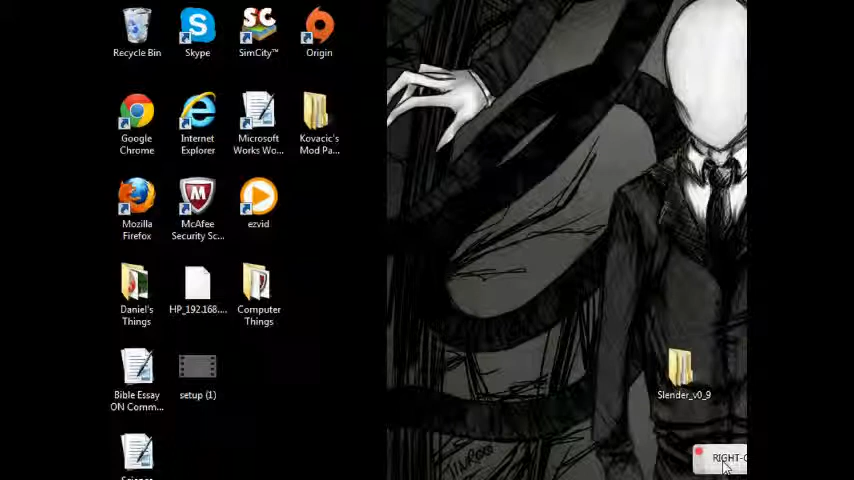 Recycle Bin
Skype
SC
SimCity™
Origin
Google
Chrome
Internet
Explorer
Microsoft
Works Wo...
Kovacic's
Mod Pa...
Mozilla
Firefox
McAfee
Security Sc...
ezvid
Daniel's
Things
HP_192.168....
Computer
Things
Bible Essay
ON Comm...
setup (1)
Slender_v0_9
RIGHT-